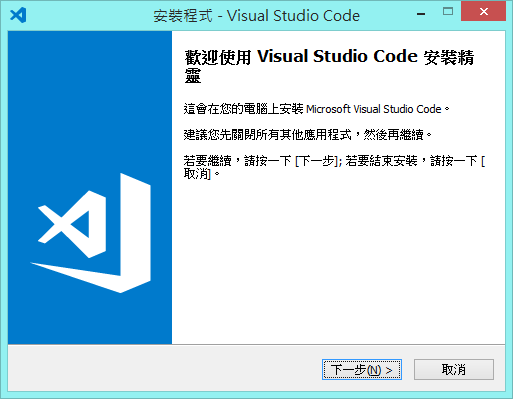 安裝程式 - Visual Studio Code
歡迎使用 Visual Studio Code 安裝精
靈
這會在您的電腦上安裝 Microsoft Visual Studio Code。
建議您先關閉所有其他應用程式，然後再繼續。
若要繼續，請按一下 [下一步]; 若要結束安裝，請按一下 [
取消]。
下一步(N) >
取消